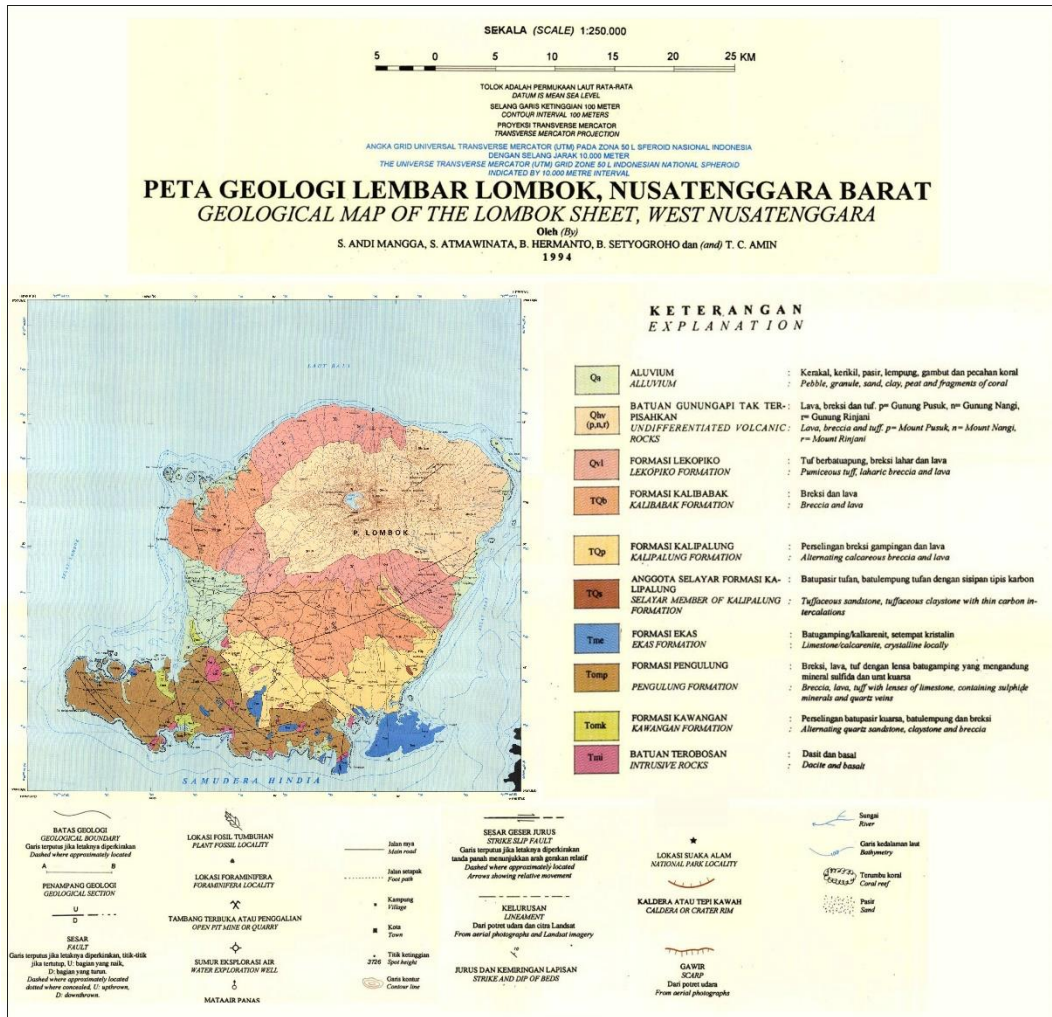 SEKALA (SCALE) 1:250.000
5 0 5 10 15 20 25 KM
TOLOK ADALAH PERMUKAAN LAUT RATA-RATA
DATUM IS MEAN SEA LEVEL
SELANG GARIS KETINGGIAN 100 METER
CONTOUR INTERVAL 100 METERS
PROYEKSI TRANSVERSE MERCATOR
TRANSVERSE MERCATOR PROJECTION
ANGKA GRID UNIVERSAL TRANSVERSE MERCATOR (UTM) PADA ZONA 50 L SFEROID NASIONAL INDONESIA
DENGAN SELANG JARAK 10.000 METER
THE UNIVERSE TRANSVERSE MERCATOR (UTM) GRID ZONE 50 L INDONESIAN NATIONAL SPHEROID
INDICATED BY 10.000 METRE INTERVAL
PETA GEOLOGI LEMBAR LOMBOK, NUSATENGGARA BARAT
GEOLOGICAL MAP OF THE LOMBOK SHEET, WEST NUSATENGGARA
Oleh (By)
S. ANDI MANGGA, S. ATMAWINATA, B. HERMANTO, B. SETYOGROHO dan (and) T. C. AMIN
1994
LAUT BALI
P. LOMBOK
SAMUDERA HINDIA
KETERANGAN
EXPLANATION
Qa ALUVIUM : Kerakal, kerikil, pasir, lempung, gambut dan pecahan koral
ALLUVIUM : Pebble, granule, sand, clay, peat and fragments of coral
Qhv (p,n,r) BATUAN GUNUNGAPI TAK TER- : Lava, breksi dan tuf. p= Gunung Pusuk, n= Gunung Nangi,
PISAHKAN r= Gunung Rinjani
UNDIFFERENTIATED VOLCANIC : Lava, breccia and tuff. p= Mount Pusuk, n= Mount Nangi,
ROCKS r= Mount Rinjani
Qvl FORMASI LEKOPIKO : Tuf berbatuapung, breksi lahar dan lava
LEKOPIKO FORMATION : Pumiceous tuff, laharic breccia and lava
TQb FORMASI KALIBABAK : Breksi dan lava
KALIBABAK FORMATION : Breccia and lava
TQp FORMASI KALIPALUNG : Perselingan breksi gampingan dan lava
KALIPALUNG FORMATION : Alternating calcareous breccia and lava
TQs ANGGOTA SELAYAR FORMASI KA- : Batupasir tufan, batulempung tufan dengan sisipan tipis karbon
LIPALUNG
SELAYAR MEMBER OF KALIPALUNG : Tuffaceous sandstone, tuffaceous claystone with thin carbon in-
FORMATION tercalations
Tme FORMASI EKAS : Batugamping/kalkarenit, setempat kristalin
EKAS FORMATION : Limestone/calcarenite, crystalline locally
Tomp FORMASI PENGULUNG : Breksi, lava, tuf dengan lensa batugamping yang mengandung
mineral sulfida dan urat kuarsa
PENGULUNG FORMATION : Breccia, lava, tuff with lenses of limestone, containing sulphide
minerals and quartz veins
Tomk FORMASI KAWANGAN : Perselingan batupasir kuarsa, batulempung dan breksi
KAWANGAN FORMATION : Alternating quartz sandstone, claystone and breccia
Tmi BATUAN TEROBOSAN : Dasit dan basal
INTRUSIVE ROCKS : Dacite and basalt
BATAS GEOLOGI
GEOLOGICAL BOUNDARY
Garis terputus jika letaknya diperkirakan
Dashed where approximately located
A B
PENAMPANG GEOLOGI
GEOLOGICAL SECTION
U
D
SESAR
FAULT
Garis terputus jika letaknya diperkirakan, titik-titik
jika tertutup, U: bagian yang naik,
D: bagian yang turun.
Dashed where approximately located
dotted where concealed, U: upthrown,
D: downthrown.
LOKASI FOSIL TUMBUHAN
PLANT FOSSIL LOCALITY
LOKASI FORAMINIFERA
FORAMINIFERA LOCALITY
TAMBANG TERBUKA ATAU PENGGALIAN
OPEN PIT MINE OR QUARRY
SUMUR EKSPLORASI AIR
WATER EXPLORATION WELL
MATAAIR PANAS
Jalan raya
Main road
Jalan setapak
Foot path
Kampung
Village
Kota
Town
3726 Titik ketinggian
Spot height
Garis kontur
Contour line
SESAR GESER JURUS
STRIKE SLIP FAULT
Garis terputus jika letaknya diperkirakan
tanda panah menunjukkan arah gerakan relatif
Dashed where approximately located
Arrows showing relative movement
KELURUSAN
LINEAMENT
Dari potret udara dan citra Landsat
From aerial photographs and Landsat imagery
JURUS DAN KEMIRINGAN LAPISAN
STRIKE AND DIP OF BEDS
LOKASI SUAKA ALAM
NATIONAL PARK LOCALITY
KALDERA ATAU TEPI KAWAH
CALDERA OR CRATER RIM
GAWIR
SCARP
Dari potret udara
From aerial photographs
Sungai
River
Garis kedalaman laut
Bathymetry
Terumbu koral
Coral reef
Pasir
Sand